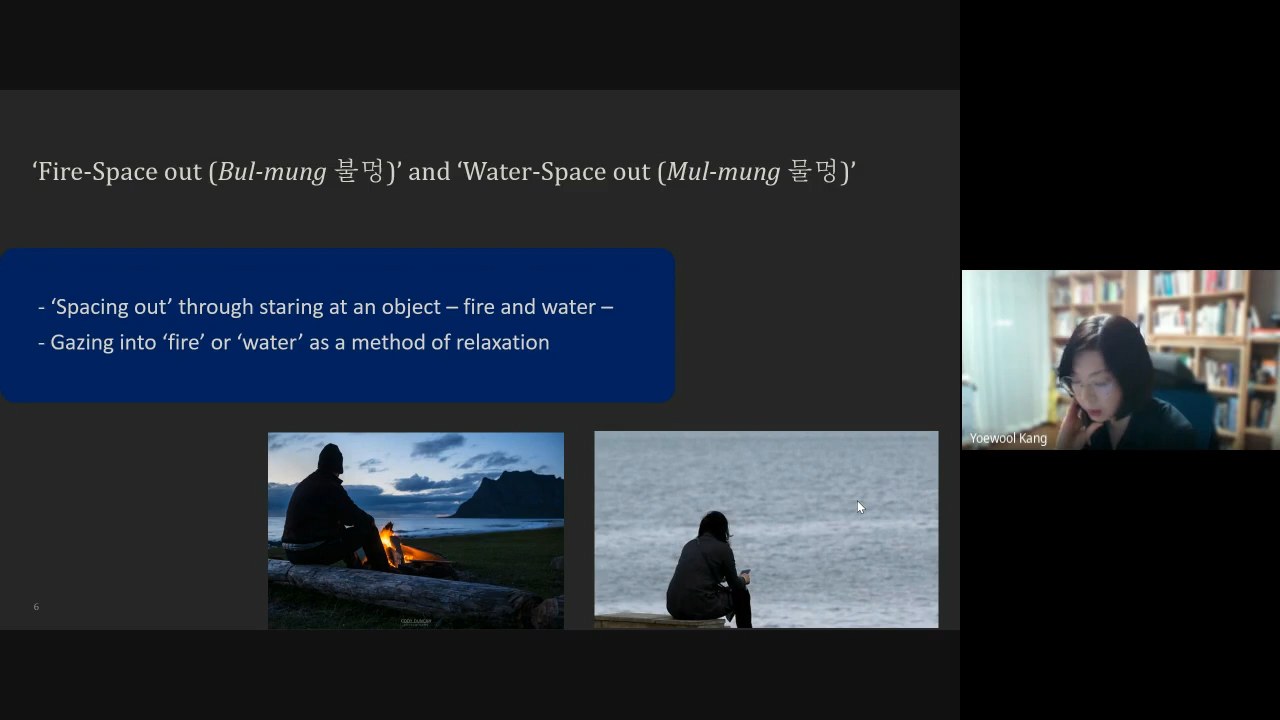 ‘Fire-Space out (Bul-mung 불멍)’ and ‘Water-Space out (Mul-mung 물멍)’
- ‘Spacing out’ through staring at an object – fire and water –
- Gazing into ‘fire’ or ‘water’ as a method of relaxation
6
Yoewool Kang